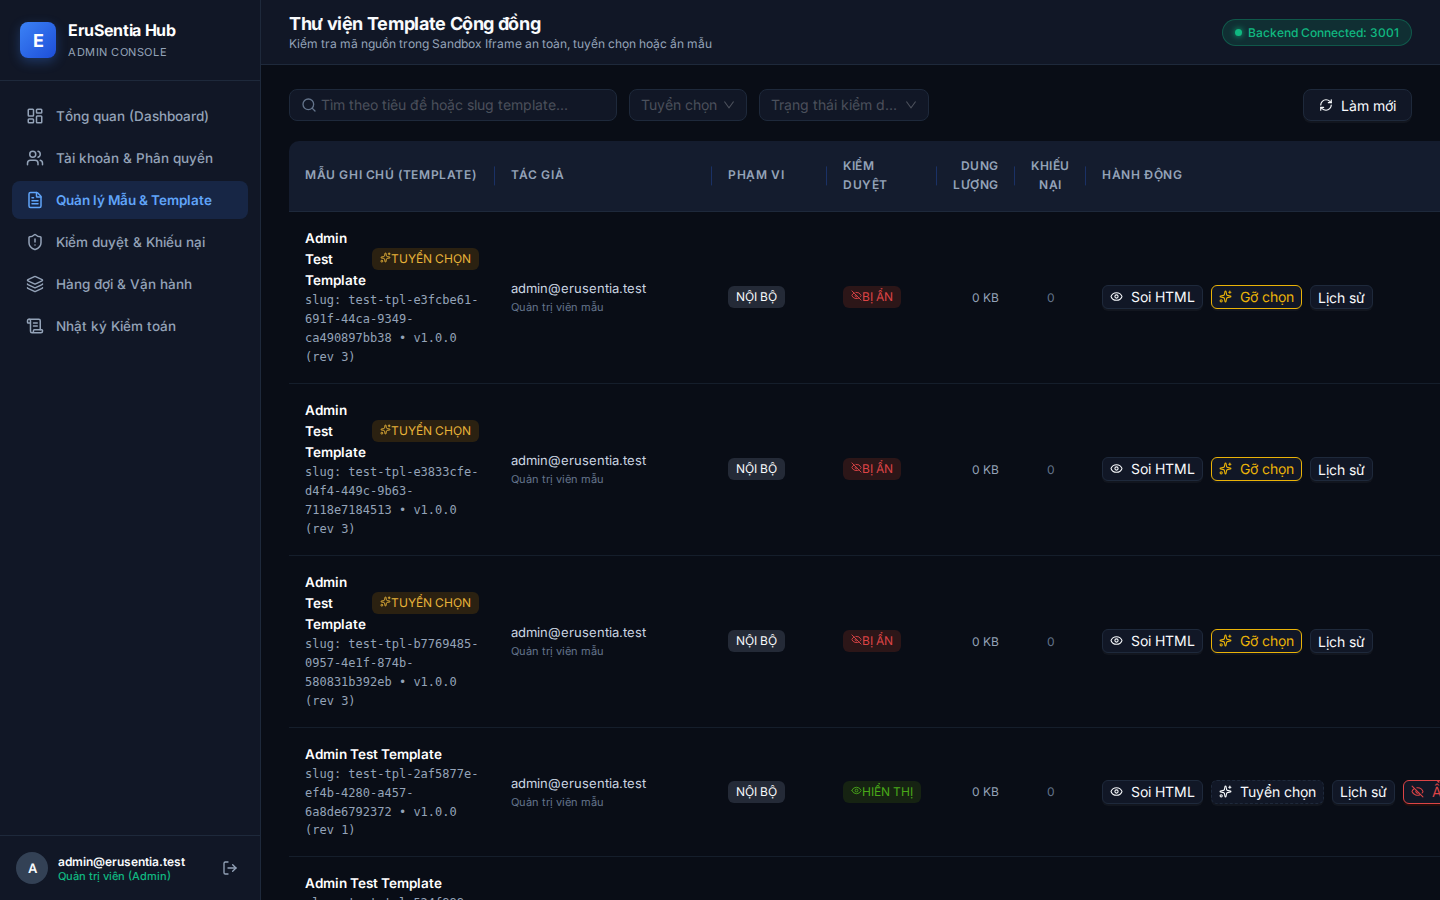 E
EruSentia Hub
ADMIN CONSOLE
Tổng quan (Dashboard)
Tài khoản & Phân quyền
Quản lý Mẫu & Template
Kiểm duyệt & Khiếu nại
Hàng đợi & Vận hành
Nhật ký Kiểm toán
A
admin@erusentia.test
Quản trị viên (Admin)
Thư viện Template Cộng đồng
Kiểm tra mã nguồn trong Sandbox Iframe an toàn, tuyển chọn hoặc ẩn mẫu
Backend Connected: 3001
Tìm theo tiêu đề hoặc slug template...
Tuyển chọn
Trạng thái kiểm d...
Làm mới
MẪU GHI CHÚ (TEMPLATE)
TÁC GIẢ
PHẠM VI
KIỂM
DUYỆT
DUNG
LƯỢNG
KHIẾU
NẠI
HÀNH ĐỘNG
Admin
Test
Template
TUYỂN CHỌN
slug: test-tpl-e3fcbe61-
691f-44ca-9349-
ca490897bb38 • v1.0.0
(rev 3)
admin@erusentia.test
Quản trị viên mẫu
NỘI BỘ
BỊ ẨN
0 KB
0
Soi HTML
Gỡ chọn
Lịch sử
Admin
Test
Template
TUYỂN CHỌN
slug: test-tpl-e3833cfe-
d4f4-449c-9b63-
7118e7184513 • v1.0.0
(rev 3)
admin@erusentia.test
Quản trị viên mẫu
NỘI BỘ
BỊ ẨN
0 KB
0
Soi HTML
Gỡ chọn
Lịch sử
Admin
Test
Template
TUYỂN CHỌN
slug: test-tpl-b7769485-
0957-4e1f-874b-
580831b392eb • v1.0.0
(rev 3)
admin@erusentia.test
Quản trị viên mẫu
NỘI BỘ
BỊ ẨN
0 KB
0
Soi HTML
Gỡ chọn
Lịch sử
Admin Test Template
slug: test-tpl-2af5877e-
ef4b-4280-a457-
6a8de6792372 • v1.0.0
(rev 1)
admin@erusentia.test
Quản trị viên mẫu
NỘI BỘ
HIỂN THỊ
0 KB
0
Soi HTML
Tuyển chọn
Lịch sử
Admin Test Template